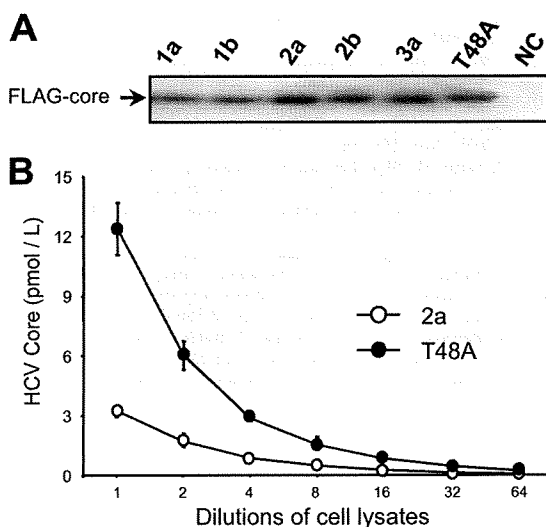 A
1a 1b 2a 2b 3a T48A NC
FLAG-core
B
HCV Core (pmol / L)
15
12
9
6
3
0
2a
T48A
1 2 4 8 16 32 64
Dilutions of cell lysates